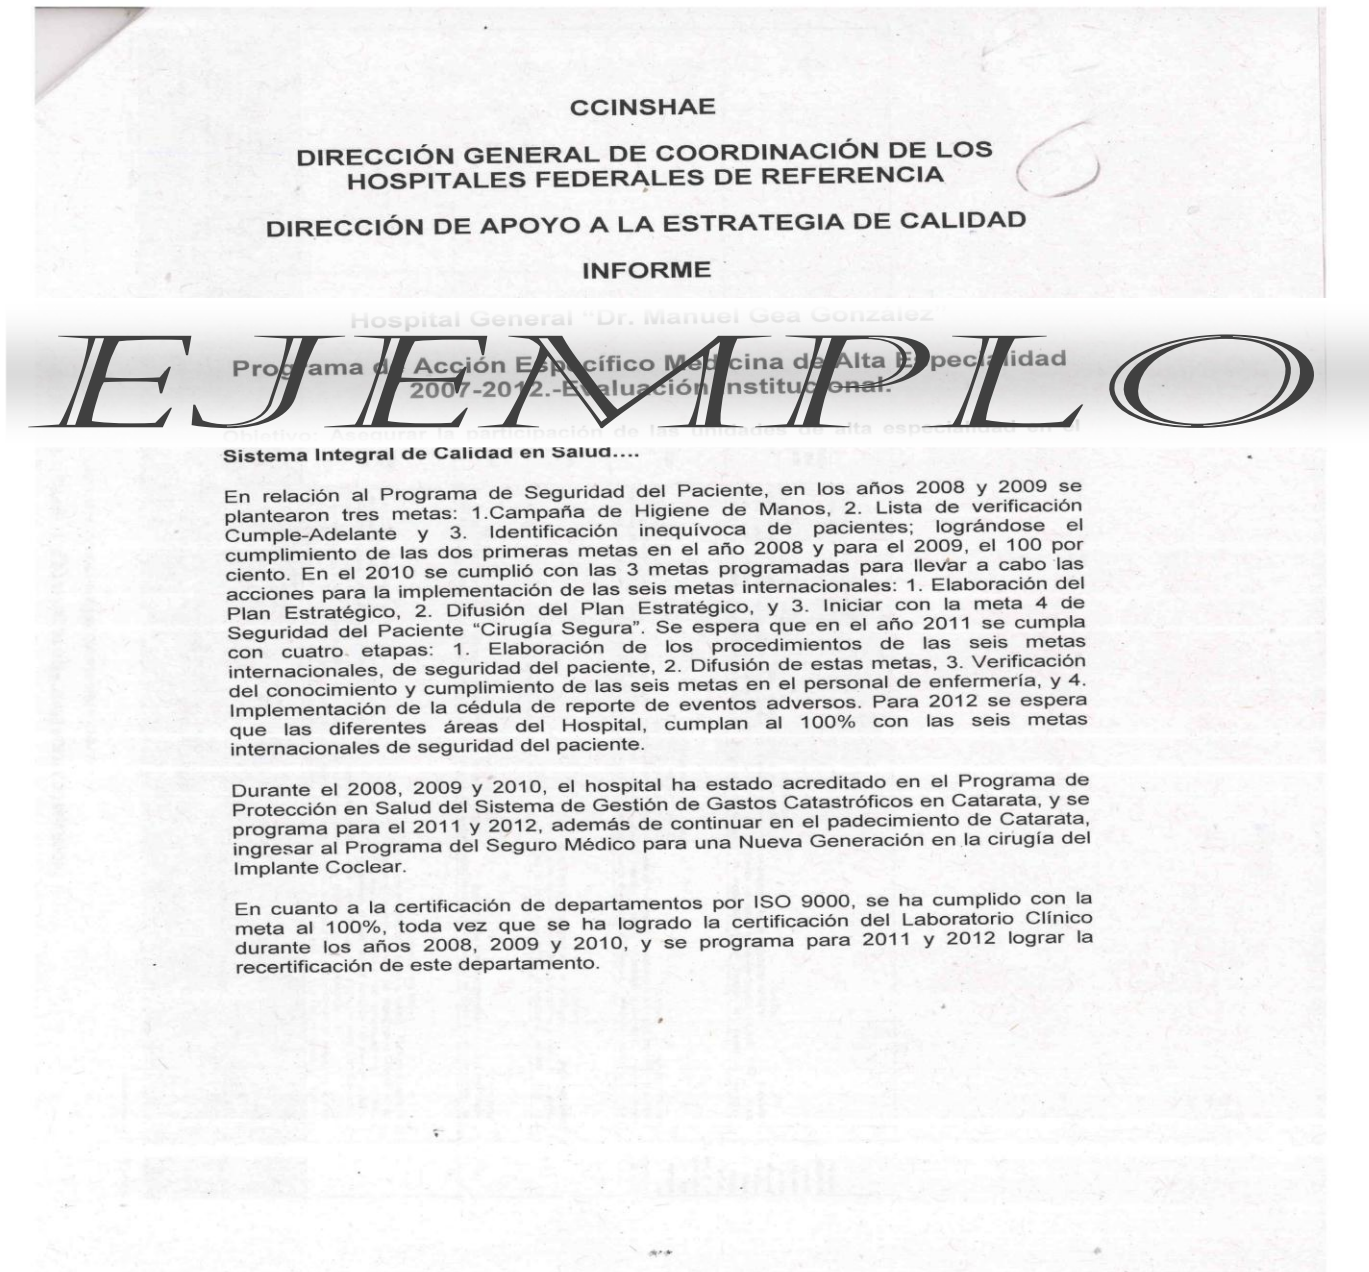 CCINSHAE
DIRECCIÓN GENERAL DE COORDINACIÓN DE LOS
HOSPITALES FEDERALES DE REFERENCIA
DIRECCIÓN DE APOYO A LA ESTRATEGIA DE CALIDAD
INFORME
Hospital General "Dr. Manuel Gea González"
EJEMPLO
Programa de Acción Específico Medicina de Alta Especialidad
2007-2012.-Evaluación Institucional.
Objetivo: Asegurar la participación de las unidades de alta especialidad en el
Sistema Integral de Calidad en Salud....
En relación al Programa de Seguridad del Paciente, en los años 2008 y 2009 se
plantearon tres metas: 1.Campaña de Higiene de Manos, 2. Lista de verificación
Cumple-Adelante y 3. Identificación inequívoca de pacientes; lográndose el
cumplimiento de las dos primeras metas en el año 2008 y para el 2009, el 100 por
ciento. En el 2010 se cumplió con las 3 metas programadas para llevar a cabo las
acciones para la implementación de las seis metas internacionales: 1. Elaboración del
Plan Estratégico, 2. Difusión del Plan Estratégico, y 3. Iniciar con la meta 4 de
Seguridad del Paciente “Cirugía Segura”. Se espera que en el año 2011 se cumpla
con cuatro etapas: 1. Elaboración de los procedimientos de las seis metas
internacionales, de seguridad del paciente, 2. Difusión de estas metas, 3. Verificación
del conocimiento y cumplimiento de las seis metas en el personal de enfermería, y 4.
Implementación de la cédula de reporte de eventos adversos. Para 2012 se espera
que las diferentes áreas del Hospital, cumplan al 100% con las seis metas
internacionales de seguridad del paciente.
Durante el 2008, 2009 y 2010, el hospital ha estado acreditado en el Programa de
Protección en Salud del Sistema de Gestión de Gastos Catastróficos en Catarata, y se
programa para el 2011 y 2012, además de continuar en el padecimiento de Catarata,
ingresar al Programa del Seguro Médico para una Nueva Generación en la cirugía del
Implante Coclear.
En cuanto a la certificación de departamentos por ISO 9000, se ha cumplido con la
meta al 100%, toda vez que se ha logrado la certificación del Laboratorio Clínico
durante los años 2008, 2009 y 2010, y se programa para 2011 y 2012 lograr la
recertificación de este departamento.